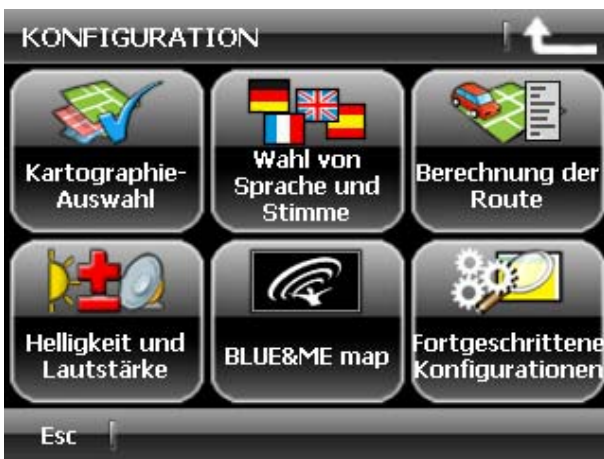 KONFIGURATION
Kartographie-
Auswahl
Wahl von
Sprache und
Stimme
Berechnung der
Route
Helligkeit und
Lautstärke
BLUE&ME map
Fortgeschrittene
Konfigurationen
Esc